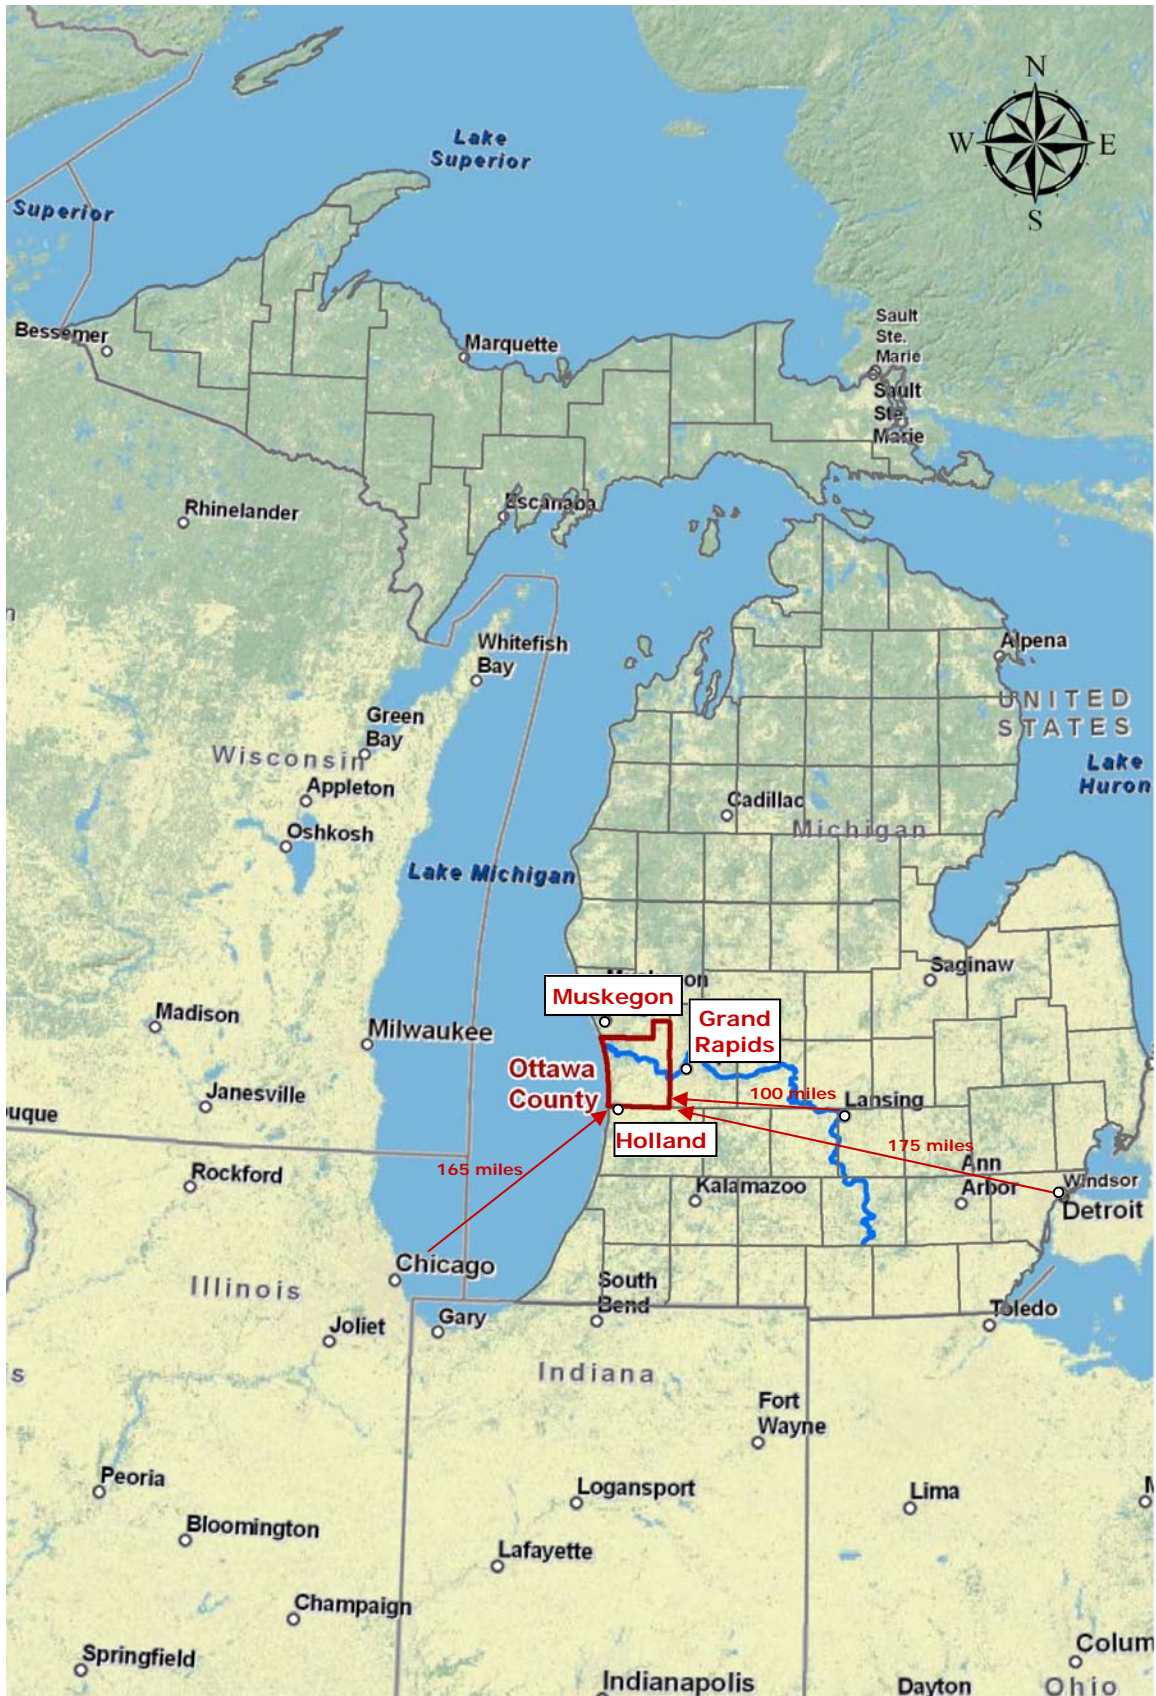 N
W
E
S
Lake
Superior
Superior
Bessemer
Marquette
Sault
Ste.
Marie
Sault
Ste.
Marie
Rhinelander
Escanaba
Whitefish
Bay
Alpena
UNITED
STATES
Green
Bay
Wisconsin
Appleton
Oshkosh
Lake
Huron
Cadillac
Michigan
Lake Michigan
Saginaw
Muskegon
Grand
Rapids
Madison
Milwaukee
Ottawa
County
Janesville
uque
100 miles
Lansing
Holland
175 miles
165 miles
Ann
Arbor
Rockford
Kalamazoo
Windsor
Detroit
Chicago
Illinois
South
Bend
Gary
Joliet
Toledo
s
Indiana
Fort
Wayne
Peoria
Logansport
Lima
Bloomington
Lafayette
Champaign
Springfield
Colum
Indianapolis
Dayton
Ohio